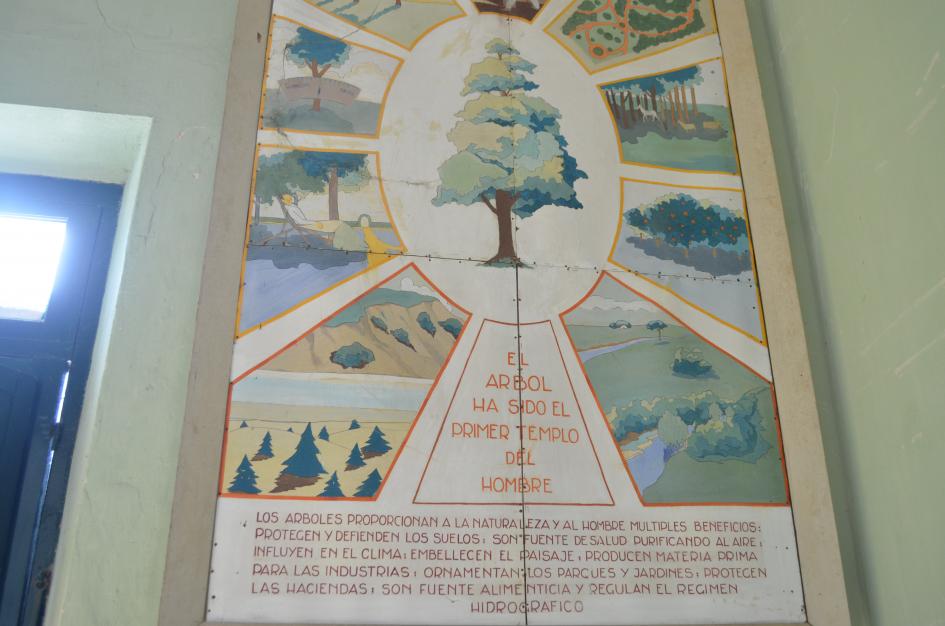 EL
ARBOL
HA SIDO EL
PRIMER TEMPLO
DEL
HOMBRE
LOS ARBOLES PROPORCIONAN A LA NATURALEZA Y AL HOMBRE MULTIPLES BENEFICIOS:
PROTEGEN Y DEFIENDEN LOS SUELOS; SON FUENTE DE SALUD PURIFICANDO AL AIRE;
INFLUYEN EN EL CLIMA; EMBELLECEN EL PAISAJE; PRODUCEN MATERIA PRIMA
PARA LAS INDUSTRIAS; ORNAMENTAN LOS PARQUES Y JARDINES; PROTEGEN
LAS HACIENDAS; SON FUENTE ALIMENTICIA Y REGULAN EL REGIMEN
HIDROGRAFICO